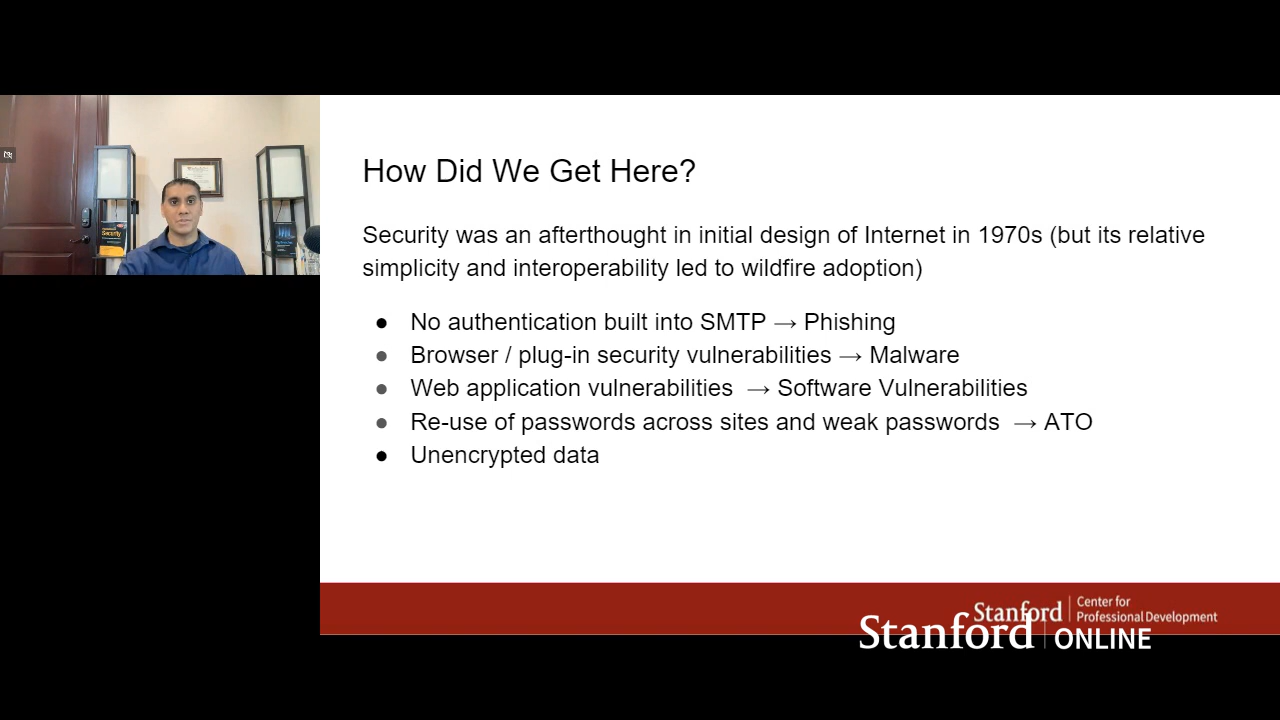 How Did We Get Here?
Security was an afterthought in initial design of Internet in 1970s (but its relative
simplicity and interoperability led to wildfire adoption)
● No authentication built into SMTP → Phishing
● Browser / plug-in security vulnerabilities → Malware
● Web application vulnerabilities → Software Vulnerabilities
● Re-use of passwords across sites and weak passwords → ATO
● Unencrypted data
Security
Stanford | Center for
Professional Development
Stanford | ONLINE